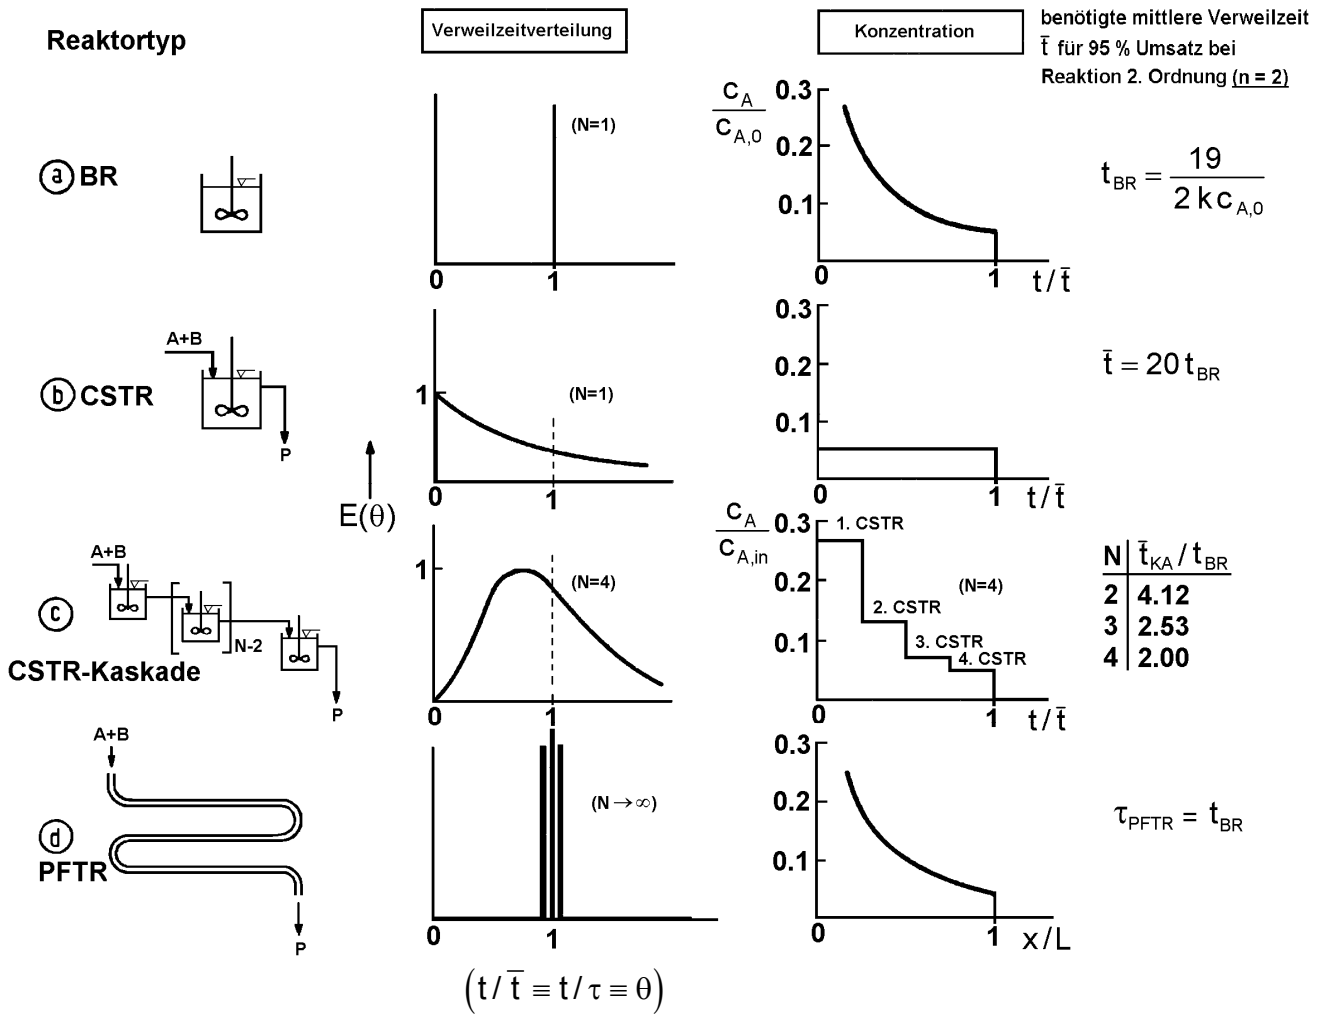 Reaktortyp
Verweilzeitverteilung
Konzentration
benötigte mittlere Verweilzeit
t̄ für 95 % Umsatz bei
Reaktion 2. Ordnung (n = 2)
a BR
(N=1)
0 1
c_A / c_A,0
0.3
0.2
0.1
0 1 t/t̄
t_BR = 19 / 2 k c_A,0
b CSTR
A+B
P
1
(N=1)
0 1
E(θ)
0.3
0.2
0.1
0 1 t/t̄
t̄ = 20 t_BR
c
CSTR-Kaskade
A+B
N-2
P
1
(N=4)
0 1
c_A / c_A,in
0.3
0.2
0.1
1. CSTR
(N=4)
2. CSTR
3. CSTR
4. CSTR
0 1 t/t̄
N t̄_KA / t_BR
2 4.12
3 2.53
4 2.00
d
PFTR
A+B
P
(N → ∞)
0 1
0.3
0.2
0.1
0 1 x/L
τ_PFTR = t_BR
(t / t̄ ≡ t / τ ≡ θ)